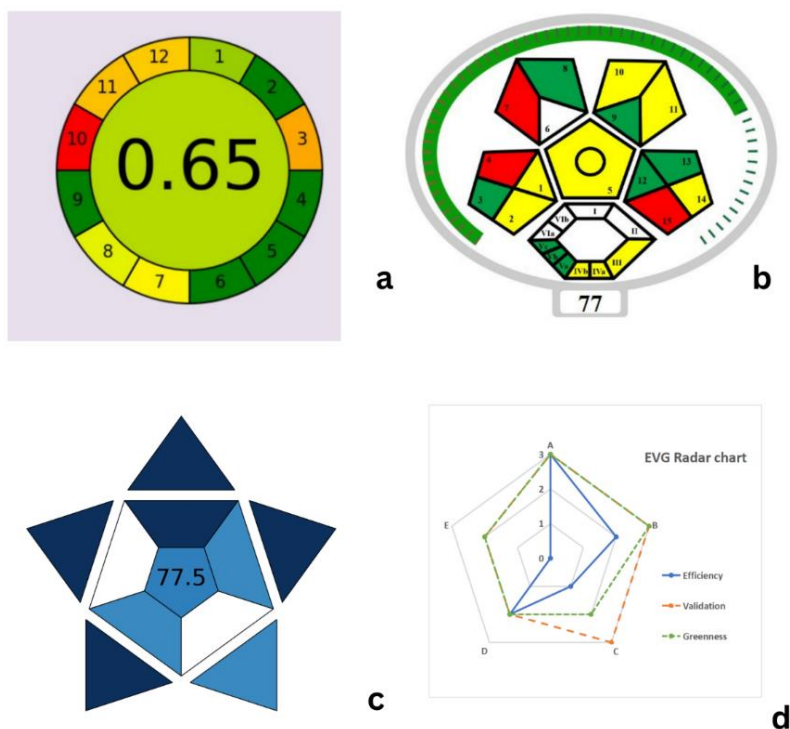 12
1
11
2
10
0.65
3
9
4
8
5
7
6
a
8
10
7
9
11
6
4
5
12
13
3
1
14
2
15
VIb
I
VIa
II
IVb
IVa
III
77
b
77.5
c
EVG Radar chart
A
3
2
E
B
1
0
Efficiency
Validation
Greenness
D
C
d